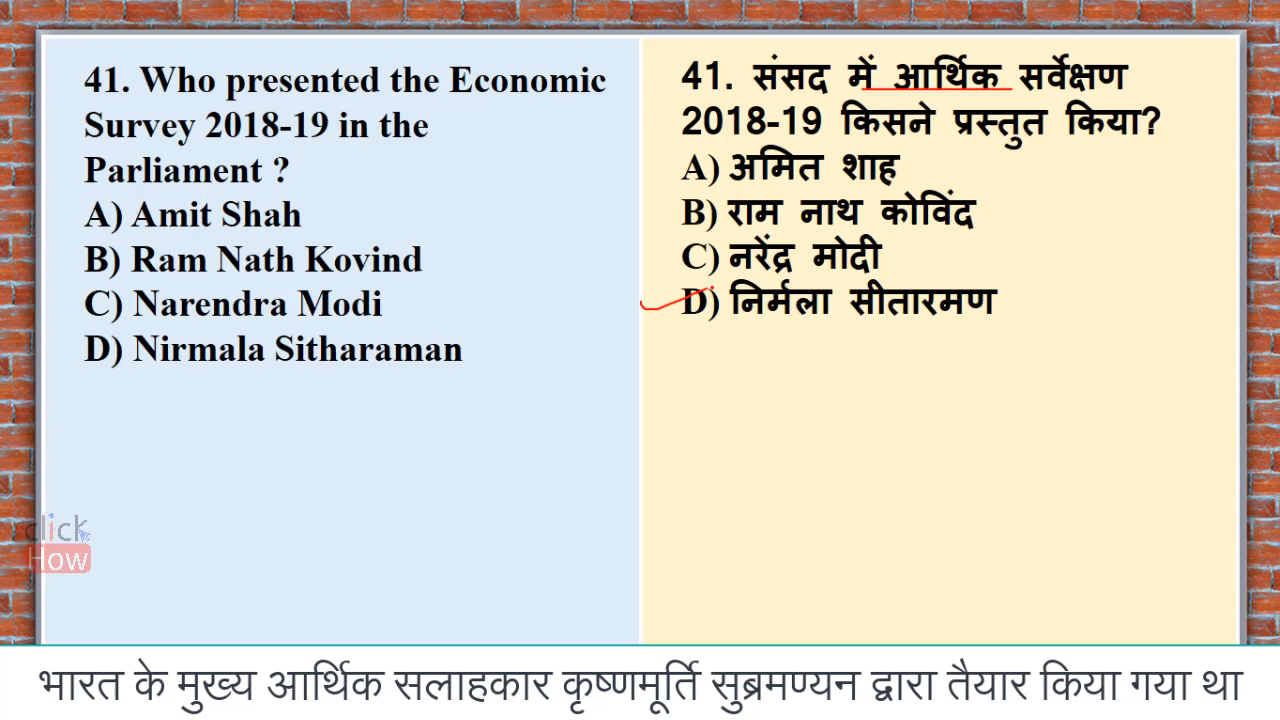 41. Who presented the Economic
Survey 2018-19 in the
Parliament ?
A) Amit Shah
B) Ram Nath Kovind
C) Narendra Modi
D) Nirmala Sitharaman
41. संसद में आर्थिक सर्वेक्षण
2018-19 किसने प्रस्तुत किया?
A) अमित शाह
B) राम नाथ कोविंद
C) नरेंद्र मोदी
D) निर्मला सीतारमण
click
How
भारत के मुख्य आर्थिक सलाहकार कृष्णमूर्ति सुब्रमण्यन द्वारा तैयार किया गया था